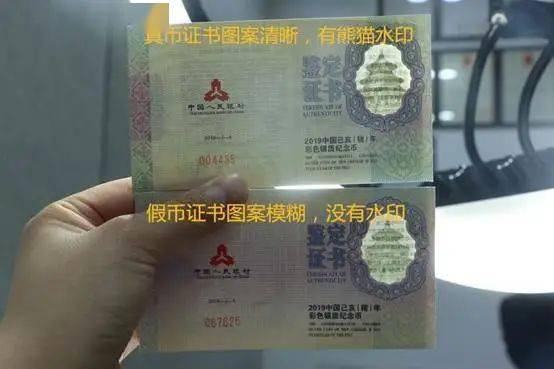 真币证书图案清晰，有熊猫水印
鉴定
证书
CERTIFICATE OF
AUTHENTICITY
中国人民银行
004435
2019中国己亥（猪）年
彩色银质纪念币
假币证书图案模糊，没有水印
鉴定
证书
AUTHENTICITY
中国人民银行
067625
2019中国己亥（猪）年
彩色银质纪念币